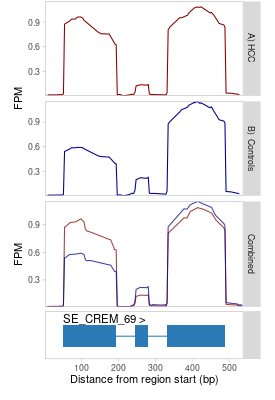 0.9
0.6
0.3
A) HCC
FPM
0.9
0.6
0.3
B) Controls
0.9
0.6
0.3
FPM
Combined
SE_CREM_69 >
100 200 300 400 500
Distance from region start (bp)